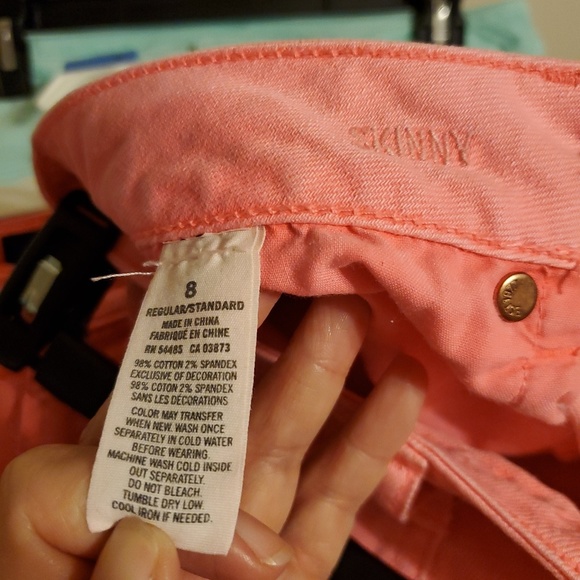 SKINNY
8
REGULAR/STANDARD
MADE IN CHINA
FABRIQUÉ EN CHINE
RN 54485 CA 03873
98% COTTON 2% SPANDEX
EXCLUSIVE OF DECORATION
98% COTTON 2% SPANDEX
SANS LES DÉCORATIONS
COLOR MAY TRANSFER
WHEN NEW. WASH ONCE
SEPARATELY IN COLD WATER
BEFORE WEARING.
MACHINE WASH COLD INSIDE
OUT SEPARATELY.
DO NOT BLEACH.
TUMBLE DRY LOW.
COOL IRON IF NEEDED.